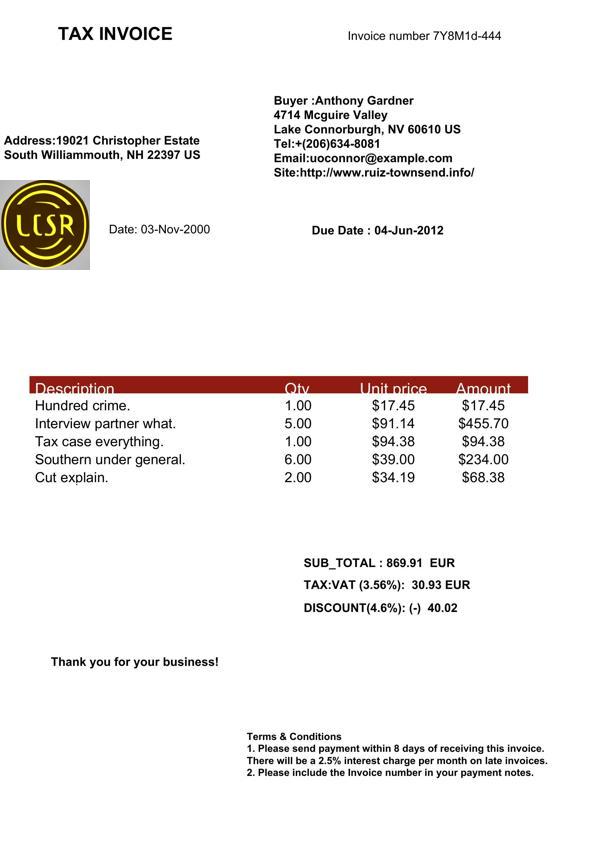 TAX INVOICE
Invoice number 7Y8M1d-444
Buyer :Anthony Gardner
4714 Mcguire Valley
Lake Connorburgh, NV 60610 US
Tel:+(206)634-8081
Email:uoconnor@example.com
Site:http://www.ruiz-townsend.info/
Address:19021 Christopher Estate
South Williammouth, NH 22397 US
LCSR
Date: 03-Nov-2000
Due Date : 04-Jun-2012
Description Qty Unit price Amount
Hundred crime. 1.00 $17.45 $17.45
Interview partner what. 5.00 $91.14 $455.70
Tax case everything. 1.00 $94.38 $94.38
Southern under general. 6.00 $39.00 $234.00
Cut explain. 2.00 $34.19 $68.38
SUB_TOTAL : 869.91 EUR
TAX:VAT (3.56%): 30.93 EUR
DISCOUNT(4.6%): (-) 40.02
Thank you for your business!
Terms & Conditions
1. Please send payment within 8 days of receiving this invoice.
There will be a 2.5% interest charge per month on late invoices.
2. Please include the Invoice number in your payment notes.